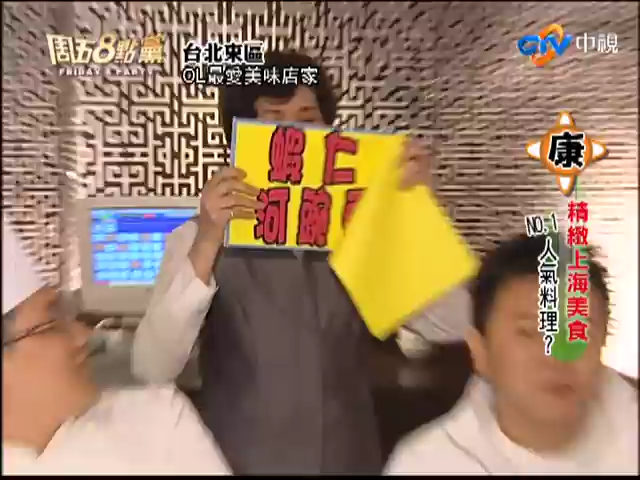 周五8點黨
FRIDAY 8 PARTY
台北東區
OL最愛美味店家
CTV中視
康
精緻上海美食
NO.1人氣料理?
蝦仁
河豌